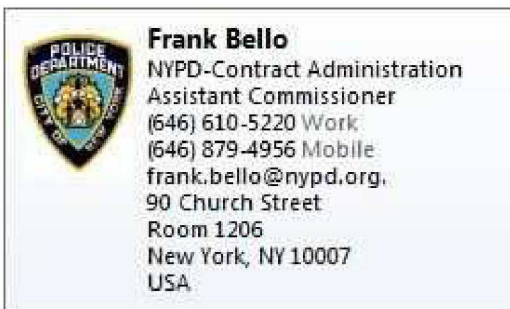 POLICE
DEPARTMENT
CITY OF
NEW YORK
Frank Bello
NYPD-Contract Administration
Assistant Commissioner
(646) 610-5220 Work
(646) 879-4956 Mobile
frank.bello@nypd.org.
90 Church Street
Room 1206
New York, NY 10007
USA